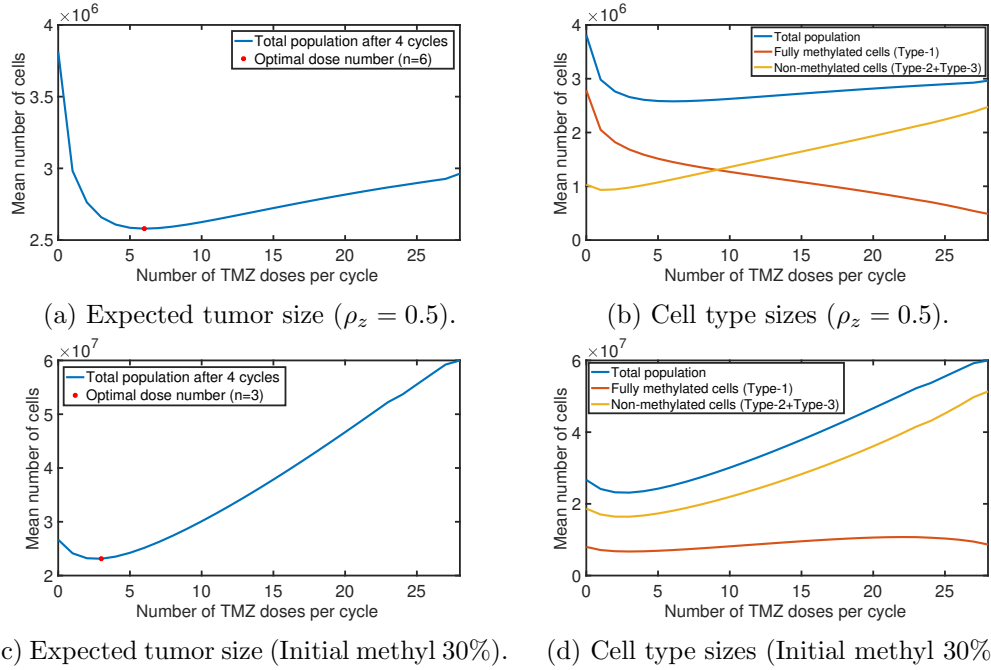 ×10⁶
Mean number of cells
4
3.5
3
2.5
Total population after 4 cycles
Optimal dose number (n=6)
0 5 10 15 20 25
Number of TMZ doses per cycle
(a) Expected tumor size (ρ_z = 0.5).
×10⁶
Mean number of cells
4
3
2
1
0
Total population
Fully methylated cells (Type-1)
Non-methylated cells (Type-2+Type-3)
0 5 10 15 20 25
Number of TMZ doses per cycle
(b) Cell type sizes (ρ_z = 0.5).
×10⁷
Mean number of cells
6
5
4
3
2
Total population after 4 cycles
Optimal dose number (n=3)
0 5 10 15 20 25
Number of TMZ doses per cycle
c) Expected tumor size (Initial methyl 30%).
×10⁷
Mean number of cells
6
4
2
0
Total population
Fully methylated cells (Type-1)
Non-methylated cells (Type-2+Type-3)
0 5 10 15 20 25
Number of TMZ doses per cycle
(d) Cell type sizes (Initial methyl 30%